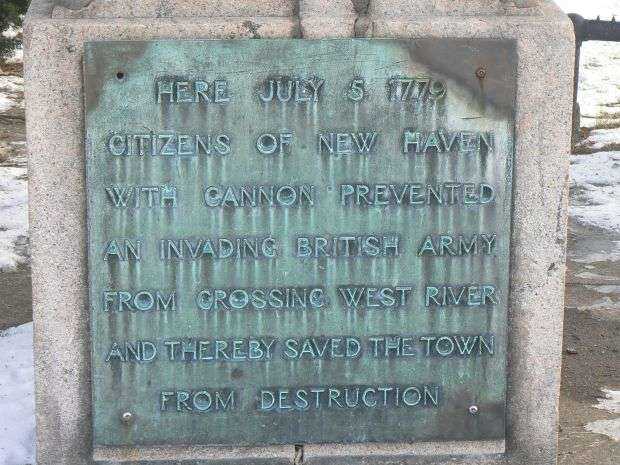 HERE JULY 5 1779
CITIZENS OF NEW HAVEN
WITH CANNON PREVENTED
AN INVADING BRITISH ARMY
FROM CROSSING WEST RIVER
AND THEREBY SAVED THE TOWN
FROM DESTRUCTION